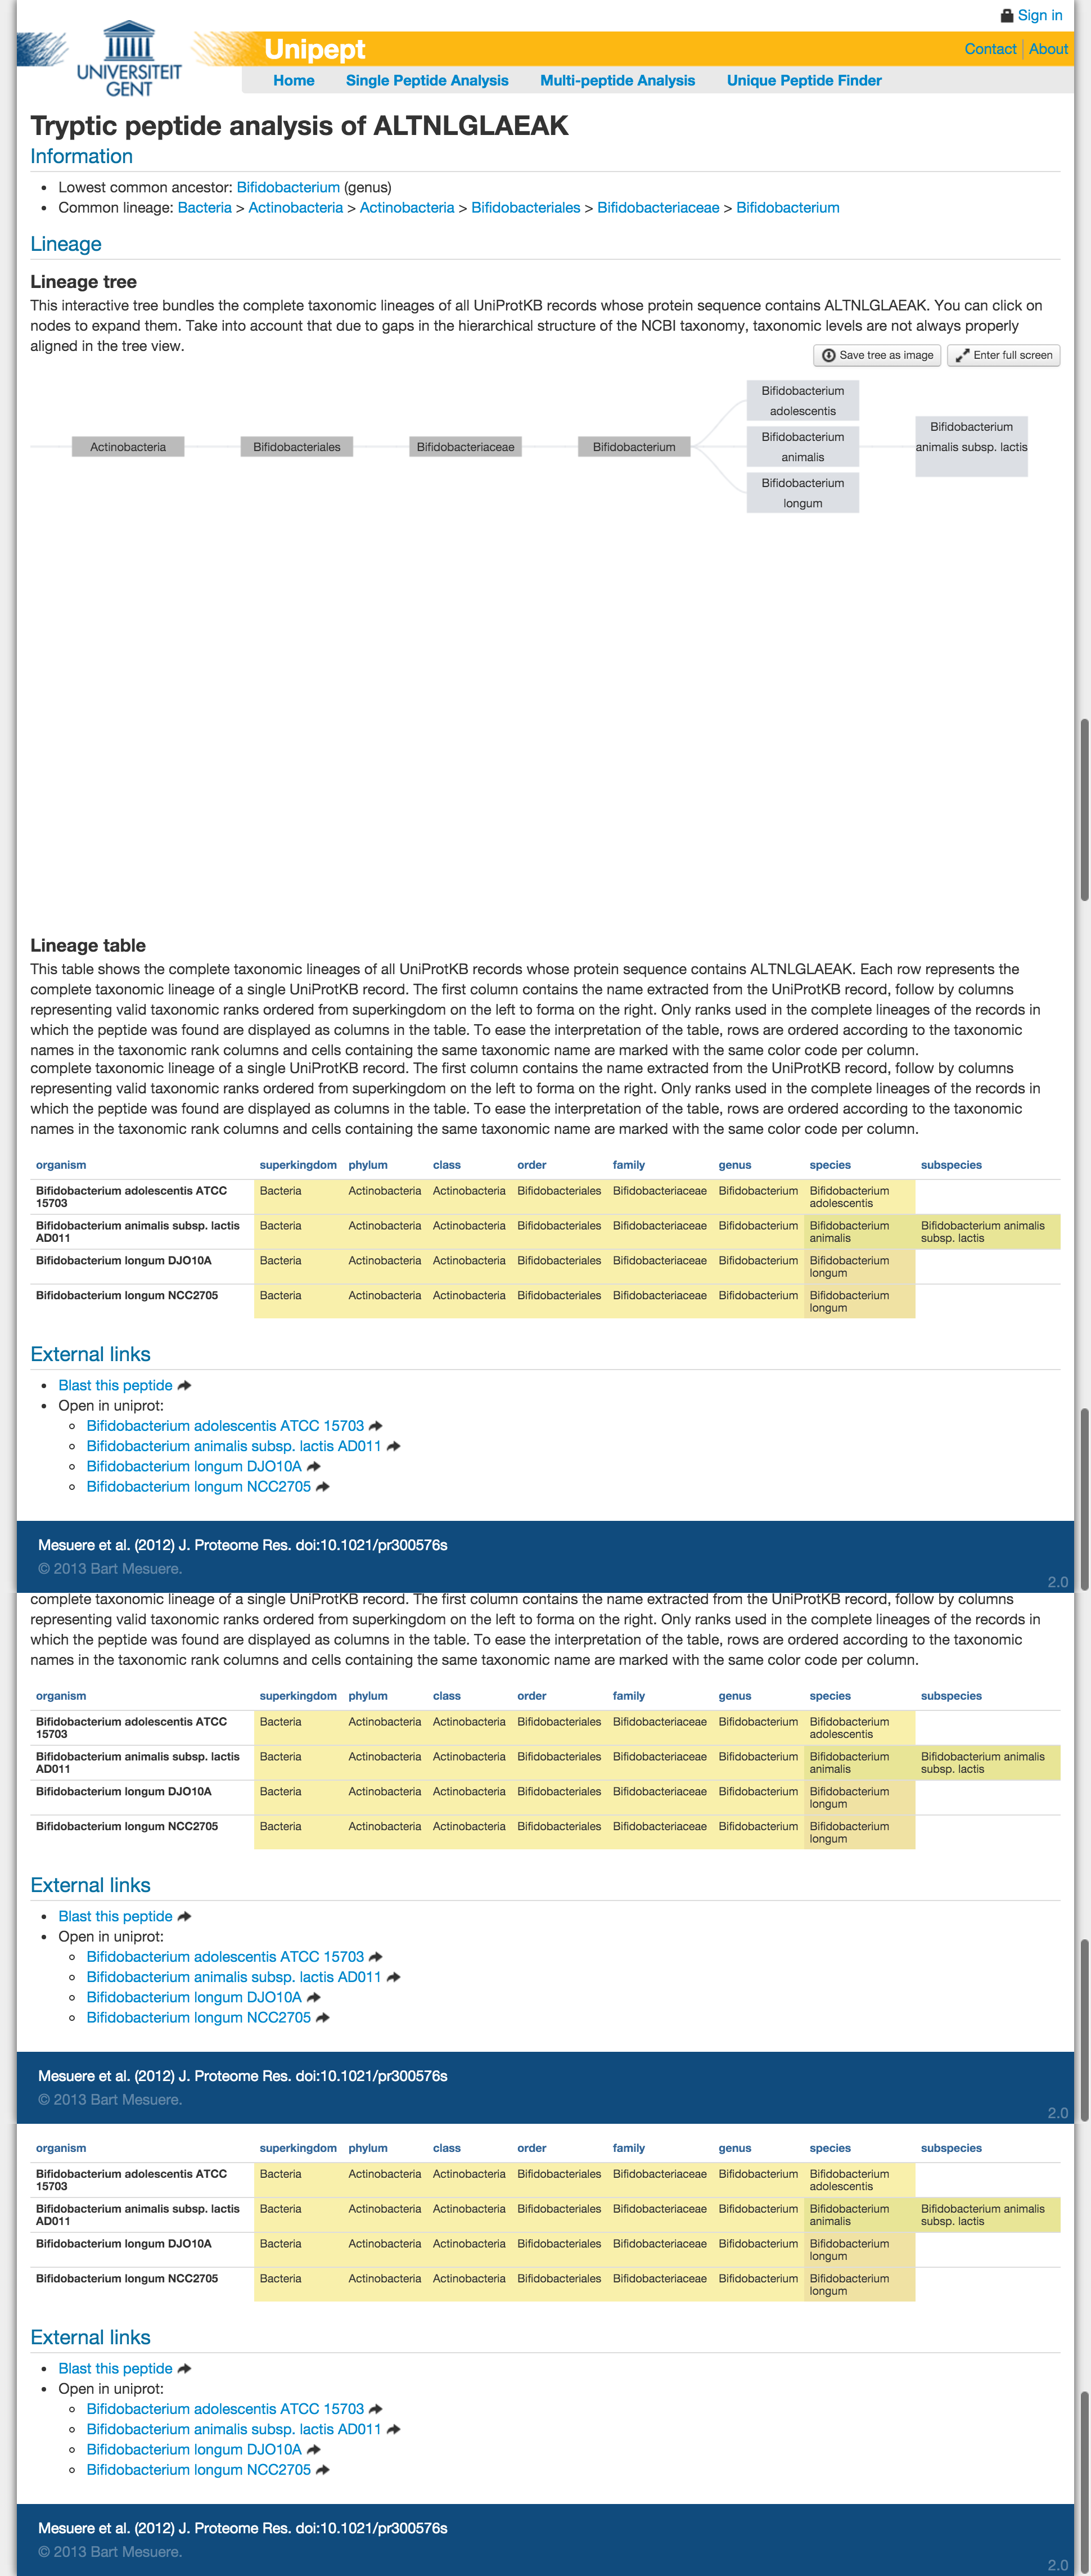 Sign in
UNIVERSITEIT
GENT
Unipept
Contact
About
Home
Single Peptide Analysis
Multi-peptide Analysis
Unique Peptide Finder
Tryptic peptide analysis of ALTNLGLAEAK
Information
• Lowest common ancestor: Bifidobacterium (genus)
• Common lineage: Bacteria > Actinobacteria > Actinobacteria > Bifidobacteriales > Bifidobacteriaceae > Bifidobacterium
Lineage
Lineage tree
This interactive tree bundles the complete taxonomic lineages of all UniProtKB records whose protein sequence contains ALTNLGLAEAK. You can click on
nodes to expand them. Take into account that due to gaps in the hierarchical structure of the NCBI taxonomy, taxonomic levels are not always properly
aligned in the tree view.
Save tree as image
Enter full screen
Actinobacteria
Bifidobacteriales
Bifidobacteriaceae
Bifidobacterium
Bifidobacterium
adolescentis
Bifidobacterium
animalis
Bifidobacterium
longum
Bifidobacterium
animalis subsp. lactis
Lineage table
This table shows the complete taxonomic lineages of all UniProtKB records whose protein sequence contains ALTNLGLAEAK. Each row represents the
complete taxonomic lineage of a single UniProtKB record. The first column contains the name extracted from the UniProtKB record, follow by columns
representing valid taxonomic ranks ordered from superkingdom on the left to forma on the right. Only ranks used in the complete lineages of the records in
which the peptide was found are displayed as columns in the table. To ease the interpretation of the table, rows are ordered according to the taxonomic
names in the taxonomic rank columns and cells containing the same taxonomic name are marked with the same color code per column.
complete taxonomic lineage of a single UniProtKB record. The first column contains the name extracted from the UniProtKB record, follow by columns
representing valid taxonomic ranks ordered from superkingdom on the left to forma on the right. Only ranks used in the complete lineages of the records in
which the peptide was found are displayed as columns in the table. To ease the interpretation of the table, rows are ordered according to the taxonomic
names in the taxonomic rank columns and cells containing the same taxonomic name are marked with the same color code per column.
organism superkingdom phylum class order family genus species subspecies
Bifidobacterium adolescentis ATCC Bacteria Actinobacteria Actinobacteria Bifidobacteriales Bifidobacteriaceae Bifidobacterium Bifidobacterium
15703 adolescentis
Bifidobacterium animalis subsp. lactis Bacteria Actinobacteria Actinobacteria Bifidobacteriales Bifidobacteriaceae Bifidobacterium Bifidobacterium Bifidobacterium animalis
AD011 animalis subsp. lactis
Bifidobacterium longum DJO10A Bacteria Actinobacteria Actinobacteria Bifidobacteriales Bifidobacteriaceae Bifidobacterium Bifidobacterium
longum
Bifidobacterium longum NCC2705 Bacteria Actinobacteria Actinobacteria Bifidobacteriales Bifidobacteriaceae Bifidobacterium Bifidobacterium
longum
External links
• Blast this peptide
• Open in uniprot:
Bifidobacterium adolescentis ATCC 15703
Bifidobacterium animalis subsp. lactis AD011
Bifidobacterium longum DJO10A
Bifidobacterium longum NCC2705
Mesuere et al. (2012) J. Proteome Res. doi:10.1021/pr300576s
© 2013 Bart Mesuere.
2.0
complete taxonomic lineage of a single UniProtKB record. The first column contains the name extracted from the UniProtKB record, follow by columns
representing valid taxonomic ranks ordered from superkingdom on the left to forma on the right. Only ranks used in the complete lineages of the records in
which the peptide was found are displayed as columns in the table. To ease the interpretation of the table, rows are ordered according to the taxonomic
names in the taxonomic rank columns and cells containing the same taxonomic name are marked with the same color code per column.
organism superkingdom phylum class order family genus species subspecies
Bifidobacterium adolescentis ATCC Bacteria Actinobacteria Actinobacteria Bifidobacteriales Bifidobacteriaceae Bifidobacterium Bifidobacterium
15703 adolescentis
Bifidobacterium animalis subsp. lactis Bacteria Actinobacteria Actinobacteria Bifidobacteriales Bifidobacteriaceae Bifidobacterium Bifidobacterium Bifidobacterium animalis
AD011 animalis subsp. lactis
Bifidobacterium longum DJO10A Bacteria Actinobacteria Actinobacteria Bifidobacteriales Bifidobacteriaceae Bifidobacterium Bifidobacterium
longum
Bifidobacterium longum NCC2705 Bacteria Actinobacteria Actinobacteria Bifidobacteriales Bifidobacteriaceae Bifidobacterium Bifidobacterium
longum
External links
• Blast this peptide
• Open in uniprot:
Bifidobacterium adolescentis ATCC 15703
Bifidobacterium animalis subsp. lactis AD011
Bifidobacterium longum DJO10A
Bifidobacterium longum NCC2705
Mesuere et al. (2012) J. Proteome Res. doi:10.1021/pr300576s
© 2013 Bart Mesuere.
2.0
organism superkingdom phylum class order family genus species subspecies
Bifidobacterium adolescentis ATCC Bacteria Actinobacteria Actinobacteria Bifidobacteriales Bifidobacteriaceae Bifidobacterium Bifidobacterium
15703 adolescentis
Bifidobacterium animalis subsp. lactis Bacteria Actinobacteria Actinobacteria Bifidobacteriales Bifidobacteriaceae Bifidobacterium Bifidobacterium Bifidobacterium animalis
AD011 animalis subsp. lactis
Bifidobacterium longum DJO10A Bacteria Actinobacteria Actinobacteria Bifidobacteriales Bifidobacteriaceae Bifidobacterium Bifidobacterium
longum
Bifidobacterium longum NCC2705 Bacteria Actinobacteria Actinobacteria Bifidobacteriales Bifidobacteriaceae Bifidobacterium Bifidobacterium
longum
External links
• Blast this peptide
• Open in uniprot:
Bifidobacterium adolescentis ATCC 15703
Bifidobacterium animalis subsp. lactis AD011
Bifidobacterium longum DJO10A
Bifidobacterium longum NCC2705
Mesuere et al. (2012) J. Proteome Res. doi:10.1021/pr300576s
© 2013 Bart Mesuere.
2.0